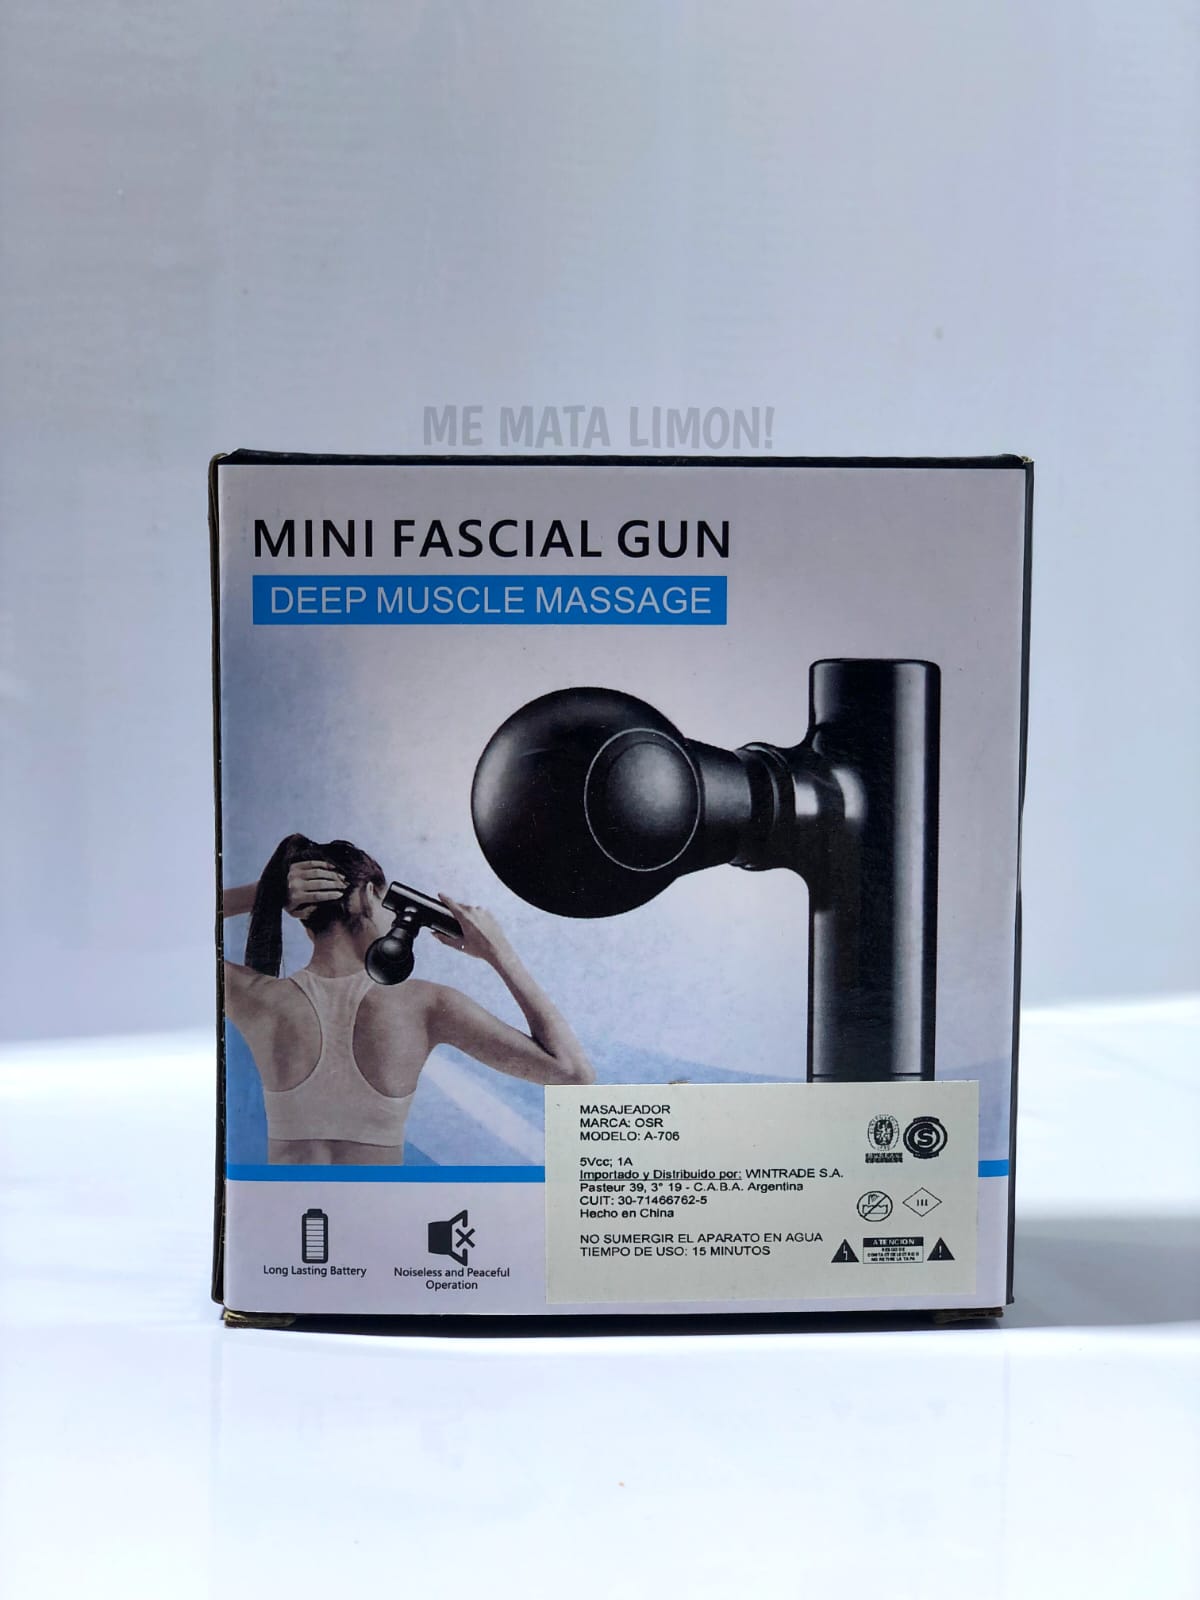 ME MATA LIMON!
MINI FASCIAL GUN
DEEP MUSCLE MASSAGE
MASAJEADOR
MARCA: OSR
MODELO: A-706
5Vcc; 1A
Importado y Distribuido por: WINTRADE S.A.
Pasteur 39, 3° 19 - C.A.B.A. Argentina
CUIT: 30-71466762-5
Hecho en China
NO SUMERGIR EL APARATO EN AGUA
TIEMPO DE USO: 15 MINUTOS
S
ATENCION
Long Lasting Battery
Noiseless and Peaceful
Operation